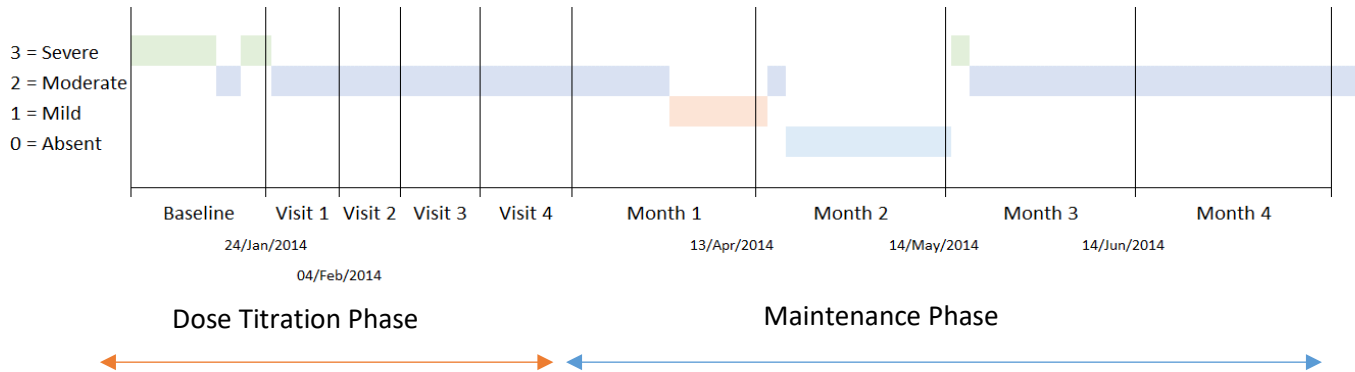 3 = Severe
2 = Moderate
1 = Mild
0 = Absent
Baseline Visit 1 Visit 2 Visit 3 Visit 4 Month 1 Month 2 Month 3 Month 4
24/Jan/2014 13/Apr/2014 14/May/2014 14/Jun/2014
04/Feb/2014
Dose Titration Phase Maintenance Phase